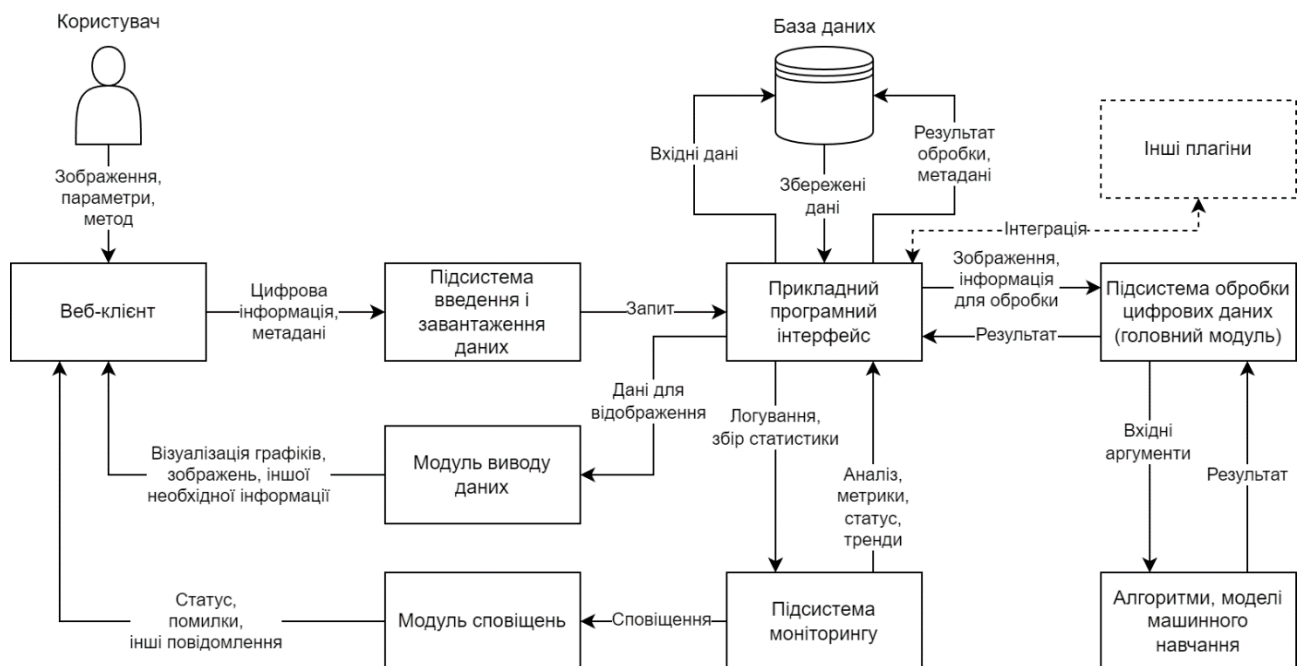 Користувач
База даних
Зображення,
параметри,
метод
Вхідні дані
Збережені
дані
Результат
обробки,
метадані
Інші плагіни
Інтеграція
Веб-клієнт
Цифрова
інформація,
метадані
Підсистема
введення і
завантаження
даних
Запит
Прикладний
програмний
інтерфейс
Зображення,
інформація
для обробки
Результат
Підсистема обробки
цифрових даних
(головний модуль)
Дані для
відображення
Логування,
збір статистики
Візуалізація графіків,
зображень, іншої
необхідної інформації
Модуль виводу
даних
Аналіз,
метрики,
статус,
тренди
Вхідні
аргументи
Результат
Статус,
помилки,
інші повідомлення
Модуль сповіщень
Сповіщення
Підсистема
моніторингу
Алгоритми, моделі
машинного
навчання